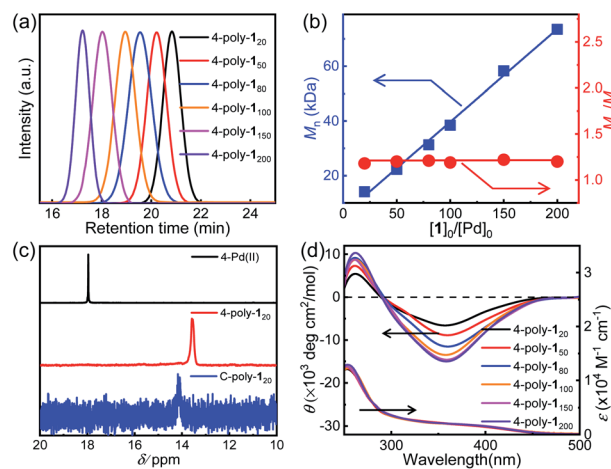 (a)
Intensity (a.u.)
4-poly-1₂₀
4-poly-1₅₀
4-poly-1₈₀
4-poly-1₁₀₀
4-poly-1₁₅₀
4-poly-1₂₀₀
16 18 20 22 24
Retention time (min)
(b)
Mn (kDa)
20
40
60
80
0 50 100 150 200
[1]₀/[Pd]₀
1.0
1.5
2.0
2.5
(c)
4-Pd(II)
4-poly-1₂₀
C-poly-1₂₀
20 18 16 14 12 10
δ/ppm
(d)
θ (×10³ deg cm²/mol)
10
0
-10
-20
-30
4-poly-1₂₀
4-poly-1₅₀
4-poly-1₈₀
4-poly-1₁₀₀
4-poly-1₁₅₀
4-poly-1₂₀₀
300 400 500
Wavelength(nm)
0
1
2
3
ε (x10⁴ M⁻¹ cm⁻¹)